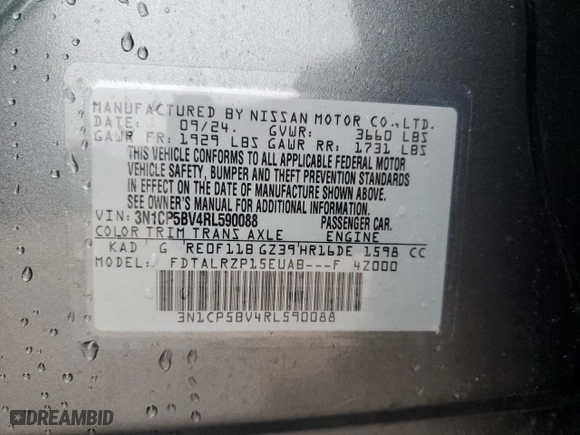 MANUFACTURED BY NISSAN MOTOR CO.,LTD.
DATE: 09/24. GVWR: 3660 LBS
GAWR FR: 1929 LBS GAWR RR: 1731 LBS
THIS VEHICLE CONFORMS TO ALL APPLICABLE FEDERAL MOTOR
VEHICLE SAFETY, BUMPER AND THEFT PREVENTION STANDARDS
IN EFFECT ON THE DATE OF MANUFACTURE SHOWN ABOVE.
SEE OWNER'S MANUAL FOR ADDITIONAL INFORMATION.
VIN: 3N1CP5BV4RL590088 PASSENGER CAR.
COLOR TRIM TRANS AXLE ENGINE
KAD G RE0F11B GZ39 HR16DE 1598 CC
MODEL: FDTALRZP15EUAB---F 4Z000
3N1CP5BV4RL590088
DREAMBID